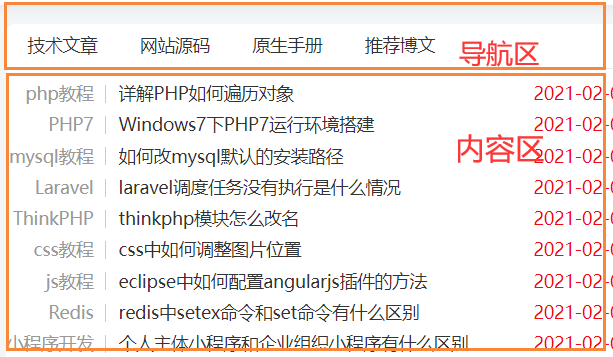 技术文章 网站源码 原生手册 推荐博文 导航区
php教程 详解PHP如何遍历对象 2021-02-0
PHP7 Windows7下PHP7运行环境搭建 2021-02-0
内容区
mysql教程 如何改mysql默认的安装路径 2021-02-0
Laravel laravel调度任务没有执行是什么情况 2021-02-0
ThinkPHP thinkphp模块怎么改名 2021-02-0
css教程 css中如何调整图片位置 2021-02-0
js教程 eclipse中如何配置angularjs插件的方法 2021-02-0
Redis redis中setex命令和set命令有什么区别 2021-02-0
小程序开发 个人主体小程序和企业组织小程序有什么区别 2021-02-0